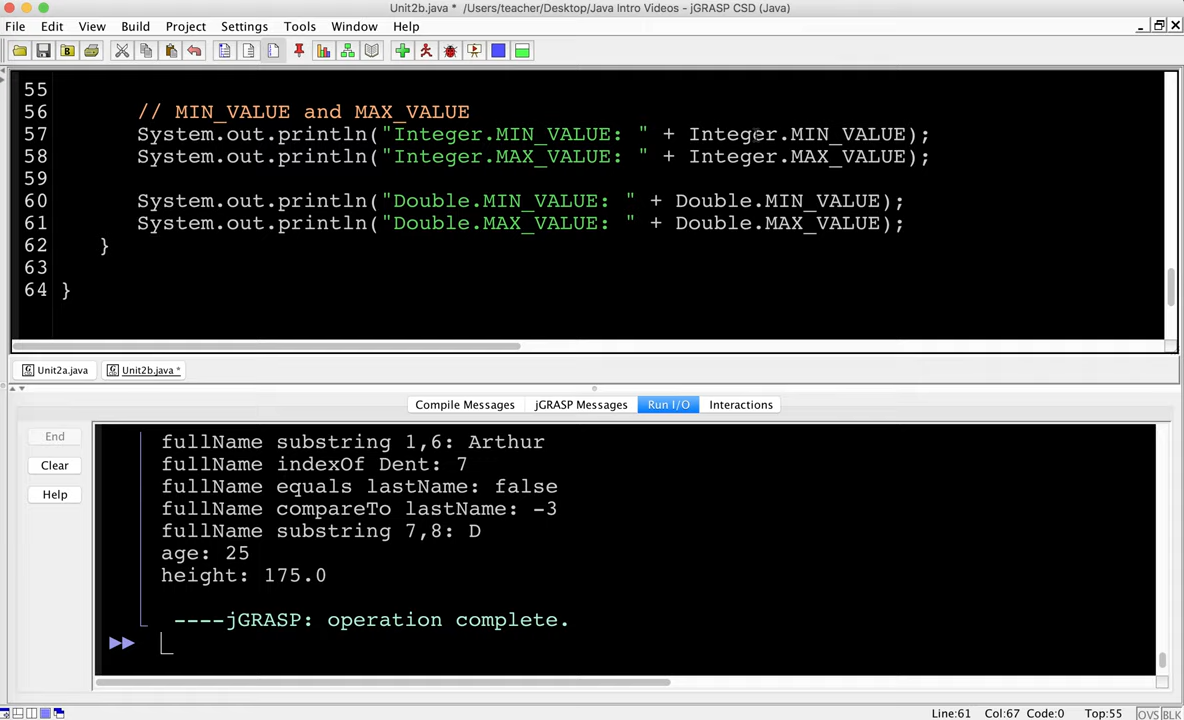 Unit2b.java * /Users/teacher/Desktop/Java Intro Videos - jGRASP CSD (Java)
File Edit View Build Project Settings Tools Window Help
55
56 // MIN_VALUE and MAX_VALUE
57 System.out.println("Integer.MIN_VALUE: " + Integer.MIN_VALUE);
58 System.out.println("Integer.MAX_VALUE: " + Integer.MAX_VALUE);
59
60 System.out.println("Double.MIN_VALUE: " + Double.MIN_VALUE);
61 System.out.println("Double.MAX_VALUE: " + Double.MAX_VALUE);
62 }
63
64 }
Unit2a.java Unit2b.java *
Compile Messages jGRASP Messages Run I/O Interactions
End
Clear
Help
fullName substring 1,6: Arthur
fullName indexOf Dent: 7
fullName equals lastName: false
fullName compareTo lastName: -3
fullName substring 7,8: D
age: 25
height: 175.0
----jGRASP: operation complete.
Line:61 Col:67 Code:0 Top:55 OVS BLK